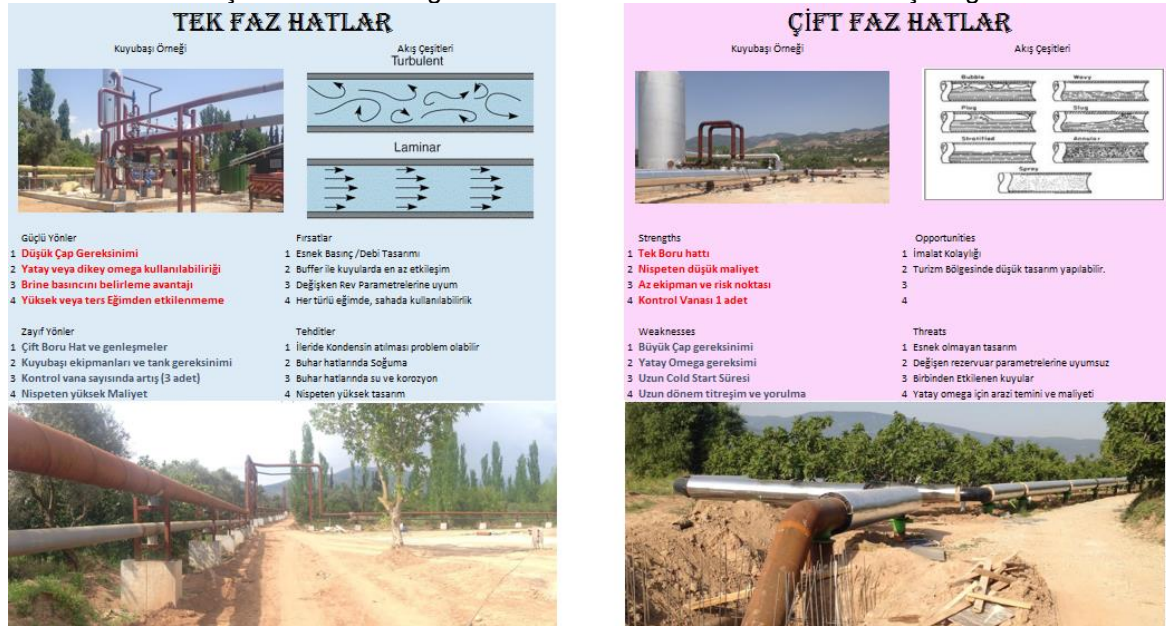 TEK FAZ HATLAR
Kuyubaşı Örneği
Akış Çeşitleri
Turbulent
Laminar
Güçlü Yönler
1 Düşük Çap Gereksinimi
2 Yatay veya dikey omega kullanılabiliriği
3 Brine basıncını belirleme avantajı
4 Yüksek veya ters Eğimden etkilenmeme
Fırsatlar
1 Esnek Basınç /Debi Tasarımı
2 Buffer ile kuyularda en az etkileşim
3 Değişken Rev Parametrelerine uyum
4 Her türlü eğimde, sahada kullanılabilirlik
Zayıf Yönler
1 Çift Boru Hat ve genleşmeler
2 Kuyubaşı ekipmanları ve tank gereksinimi
3 Kontrol vana sayısında artış (3 adet)
4 Nispeten yüksek Maliyet
Tehditler
1 İleride Kondensin atılması problem olabilir
2 Buhar hatlarında Soğuma
3 Buhar hatlarında su ve korozyon
4 Nispeten yüksek tasarım
ÇİFT FAZ HATLAR
Kuyubaşı Örneği
Akış Çeşitleri
Bubble
Wavy
Plug
Slug
Stratified
Annular
Spray
Strengths
1 Tek Boru hattı
2 Nispeten düşük maliyet
3 Az ekipman ve risk noktası
4 Kontrol Vanası 1 adet
Opportunities
1 İmalat Kolaylığı
2 Turizm Bölgesinde düşük tasarım yapılabilir.
3
4
Weaknesses
1 Büyük Çap gereksinimi
2 Yatay Omega gereksimi
3 Uzun Cold Start Süresi
4 Uzun dönem titreşim ve yorulma
Threats
1 Esnek olmayan tasarım
2 Değişen rezervuar parametrelerine uyumsuz
3 Birbinden Etkilenen kuyular
4 Yatay omega için arazi temini ve maliyeti